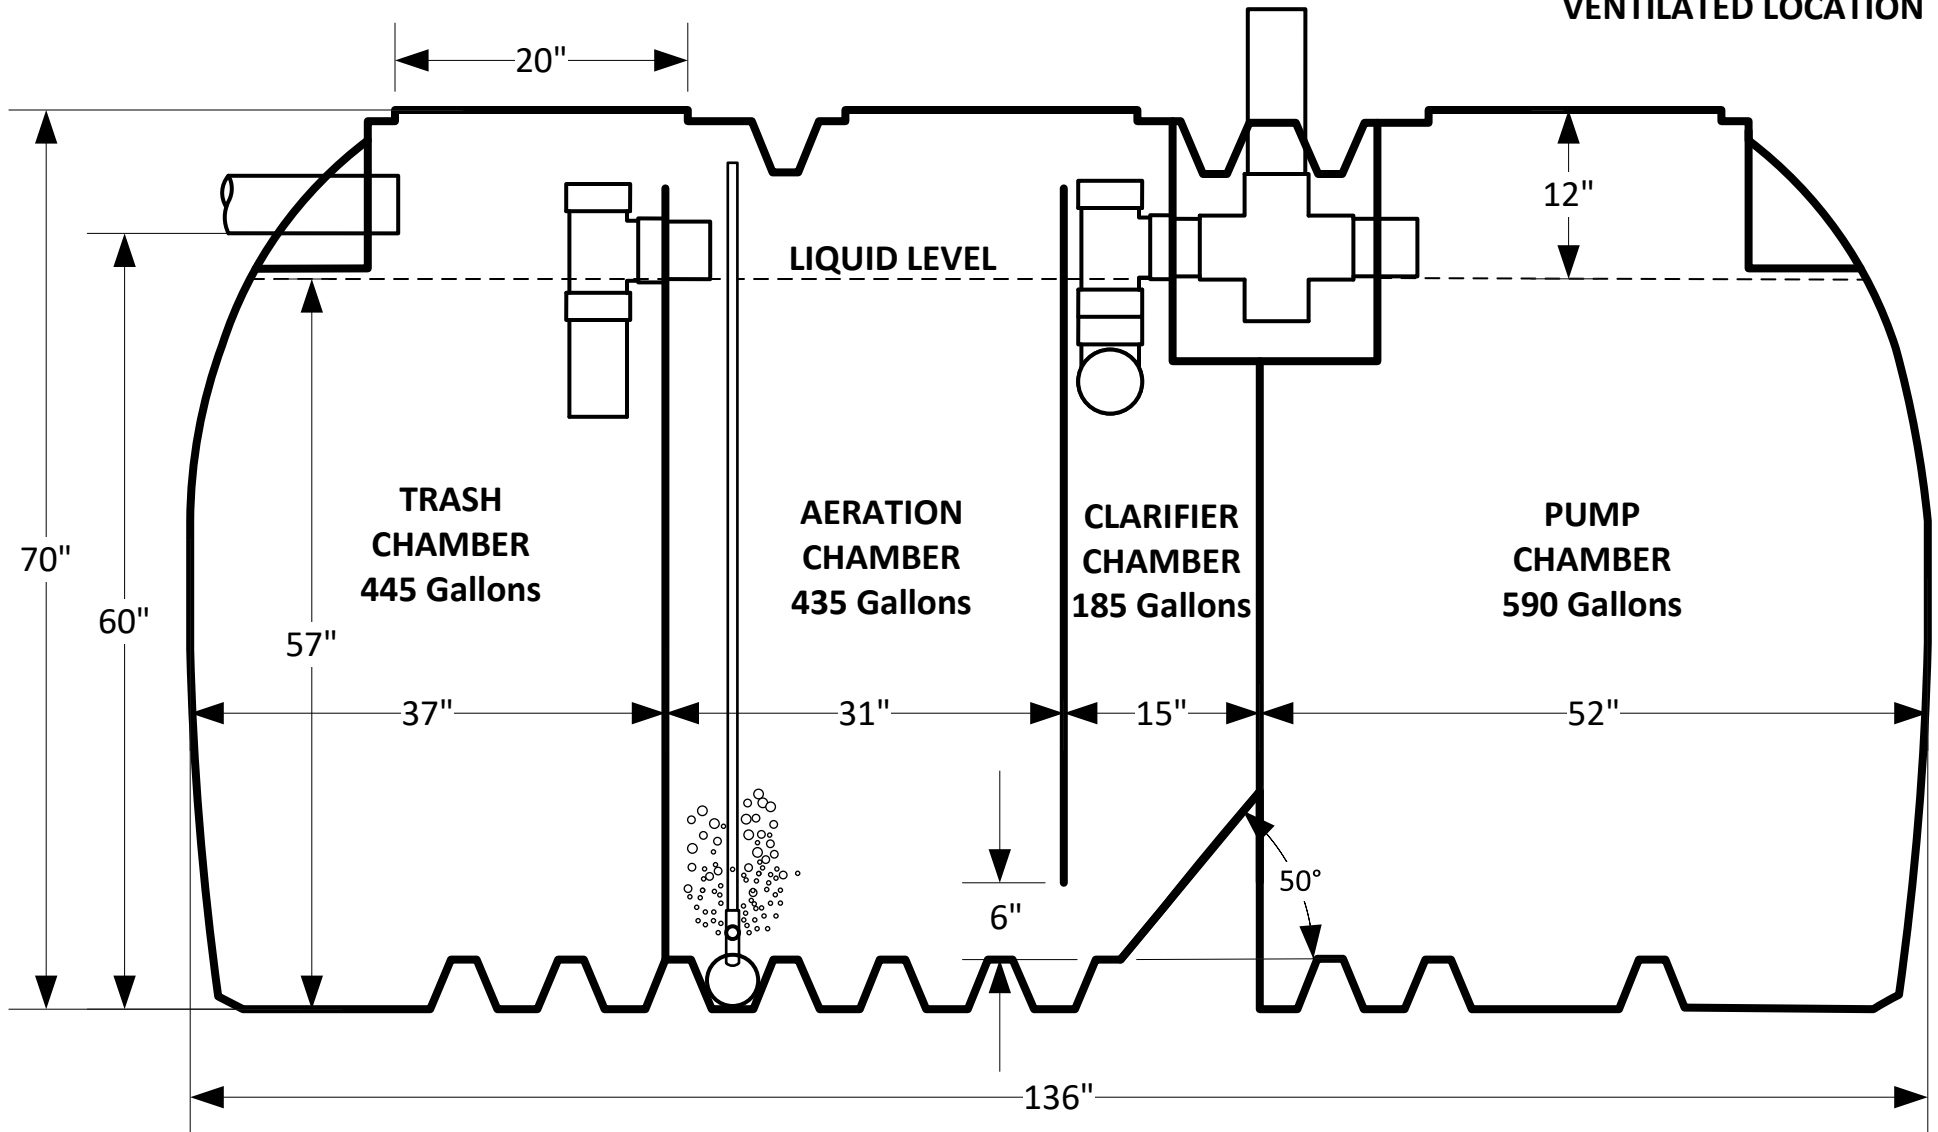 VENTILATED LOCATION
20"
12"
LIQUID LEVEL
TRASH
CHAMBER
445 Gallons
AERATION
CHAMBER
435 Gallons
CLARIFIER
CHAMBER
185 Gallons
PUMP
CHAMBER
590 Gallons
70"
60"
57"
37"
31"
15"
52"
50°
6"
136"